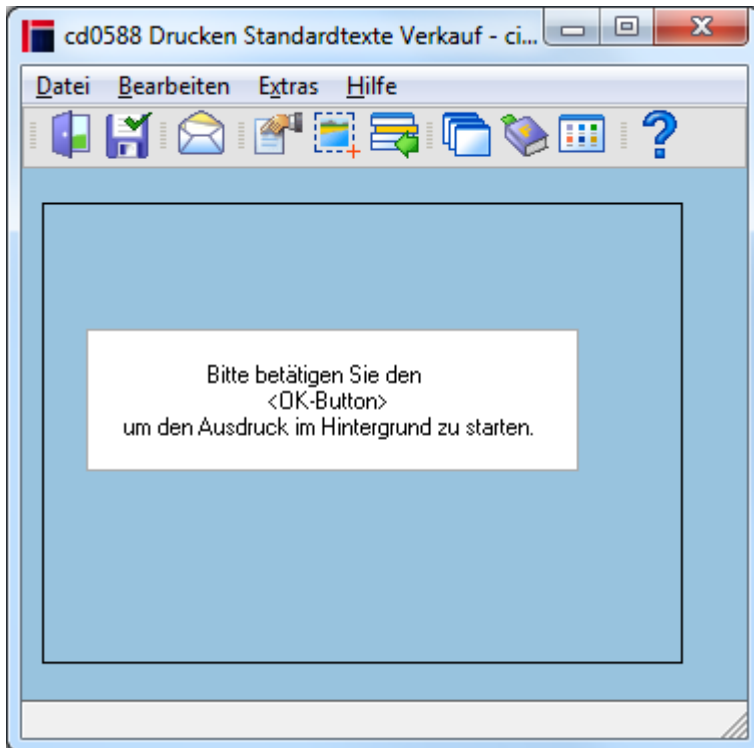 cd0588 Drucken Standardtexte Verkauf - ci...
Datei Bearbeiten Extras Hilfe
Bitte betätigen Sie den
<OK-Button>
um den Ausdruck im Hintergrund zu starten.